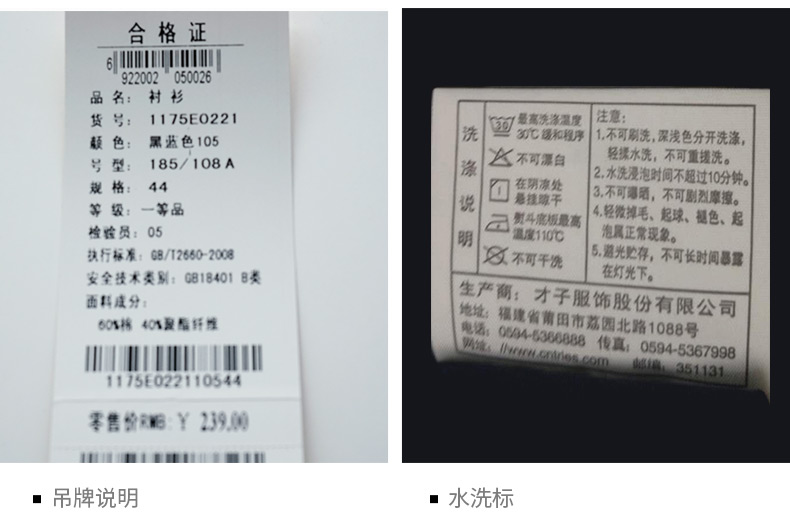 合格证
6 922002 050026
品 名: 衬 衫
货 号: 1175E0221
颜 色: 黑蓝色105
号 型: 185/108A
规 格: 44
等 级: 一等品
检验员: 05
执行标准: GB/T2660-2008
安全技术类别: GB18401 B类
面料成分:
60%棉 40%聚酯纤维
1175E022110544
零售价RMB:￥ 239.00
吊牌说明
洗涤说明
30 最高洗涤温度
30℃ 缓和程序
不可漂白
在阴凉处
悬挂晾干
熨斗底板最高
温度110℃
不可干洗
注意:
1.不可刷洗,深浅色分开洗涤,
轻揉水洗，不可重搓洗。
2.水洗浸泡时间不超过10分钟。
3.不可曝晒，不可剧烈摩擦。
4.轻微掉毛、起球、褪色、起
泡属正常现象。
5.避光贮存，不可长时间暴露
在灯光下。
生产商: 才子服饰股份有限公司
地址: 福建省莆田市荔园北路1088号
电话: 0594-5366888 传真: 0594-5367998
网址: //www.cntries.com 邮编: 351131
水洗标